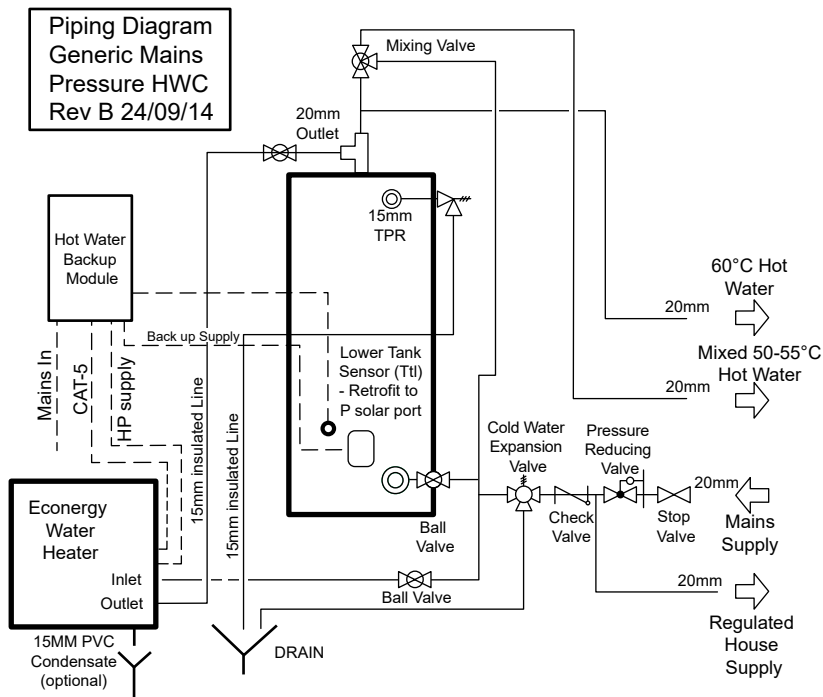 Piping Diagram
Generic Mains
Pressure HWC
Rev B 24/09/14
Mixing Valve
20mm
Outlet
15mm
TPR
Hot Water
Backup
Module
Back up Supply
Mains In
CAT-5
HP supply
15mm insulated Line
15mm insulated Line
Lower Tank
Sensor (Ttl)
- Retrofit to
P solar port
60°C Hot
Water
20mm
Mixed 50-55°C
Hot Water
20mm
Cold Water
Expansion
Valve
Pressure
Reducing
Valve
20mm
Check
Valve
Stop
Valve
Mains
Supply
Ball
Valve
Econergy
Water
Heater
Inlet
Outlet
Ball Valve
20mm
Regulated
House
Supply
15MM PVC
Condensate
(optional)
DRAIN